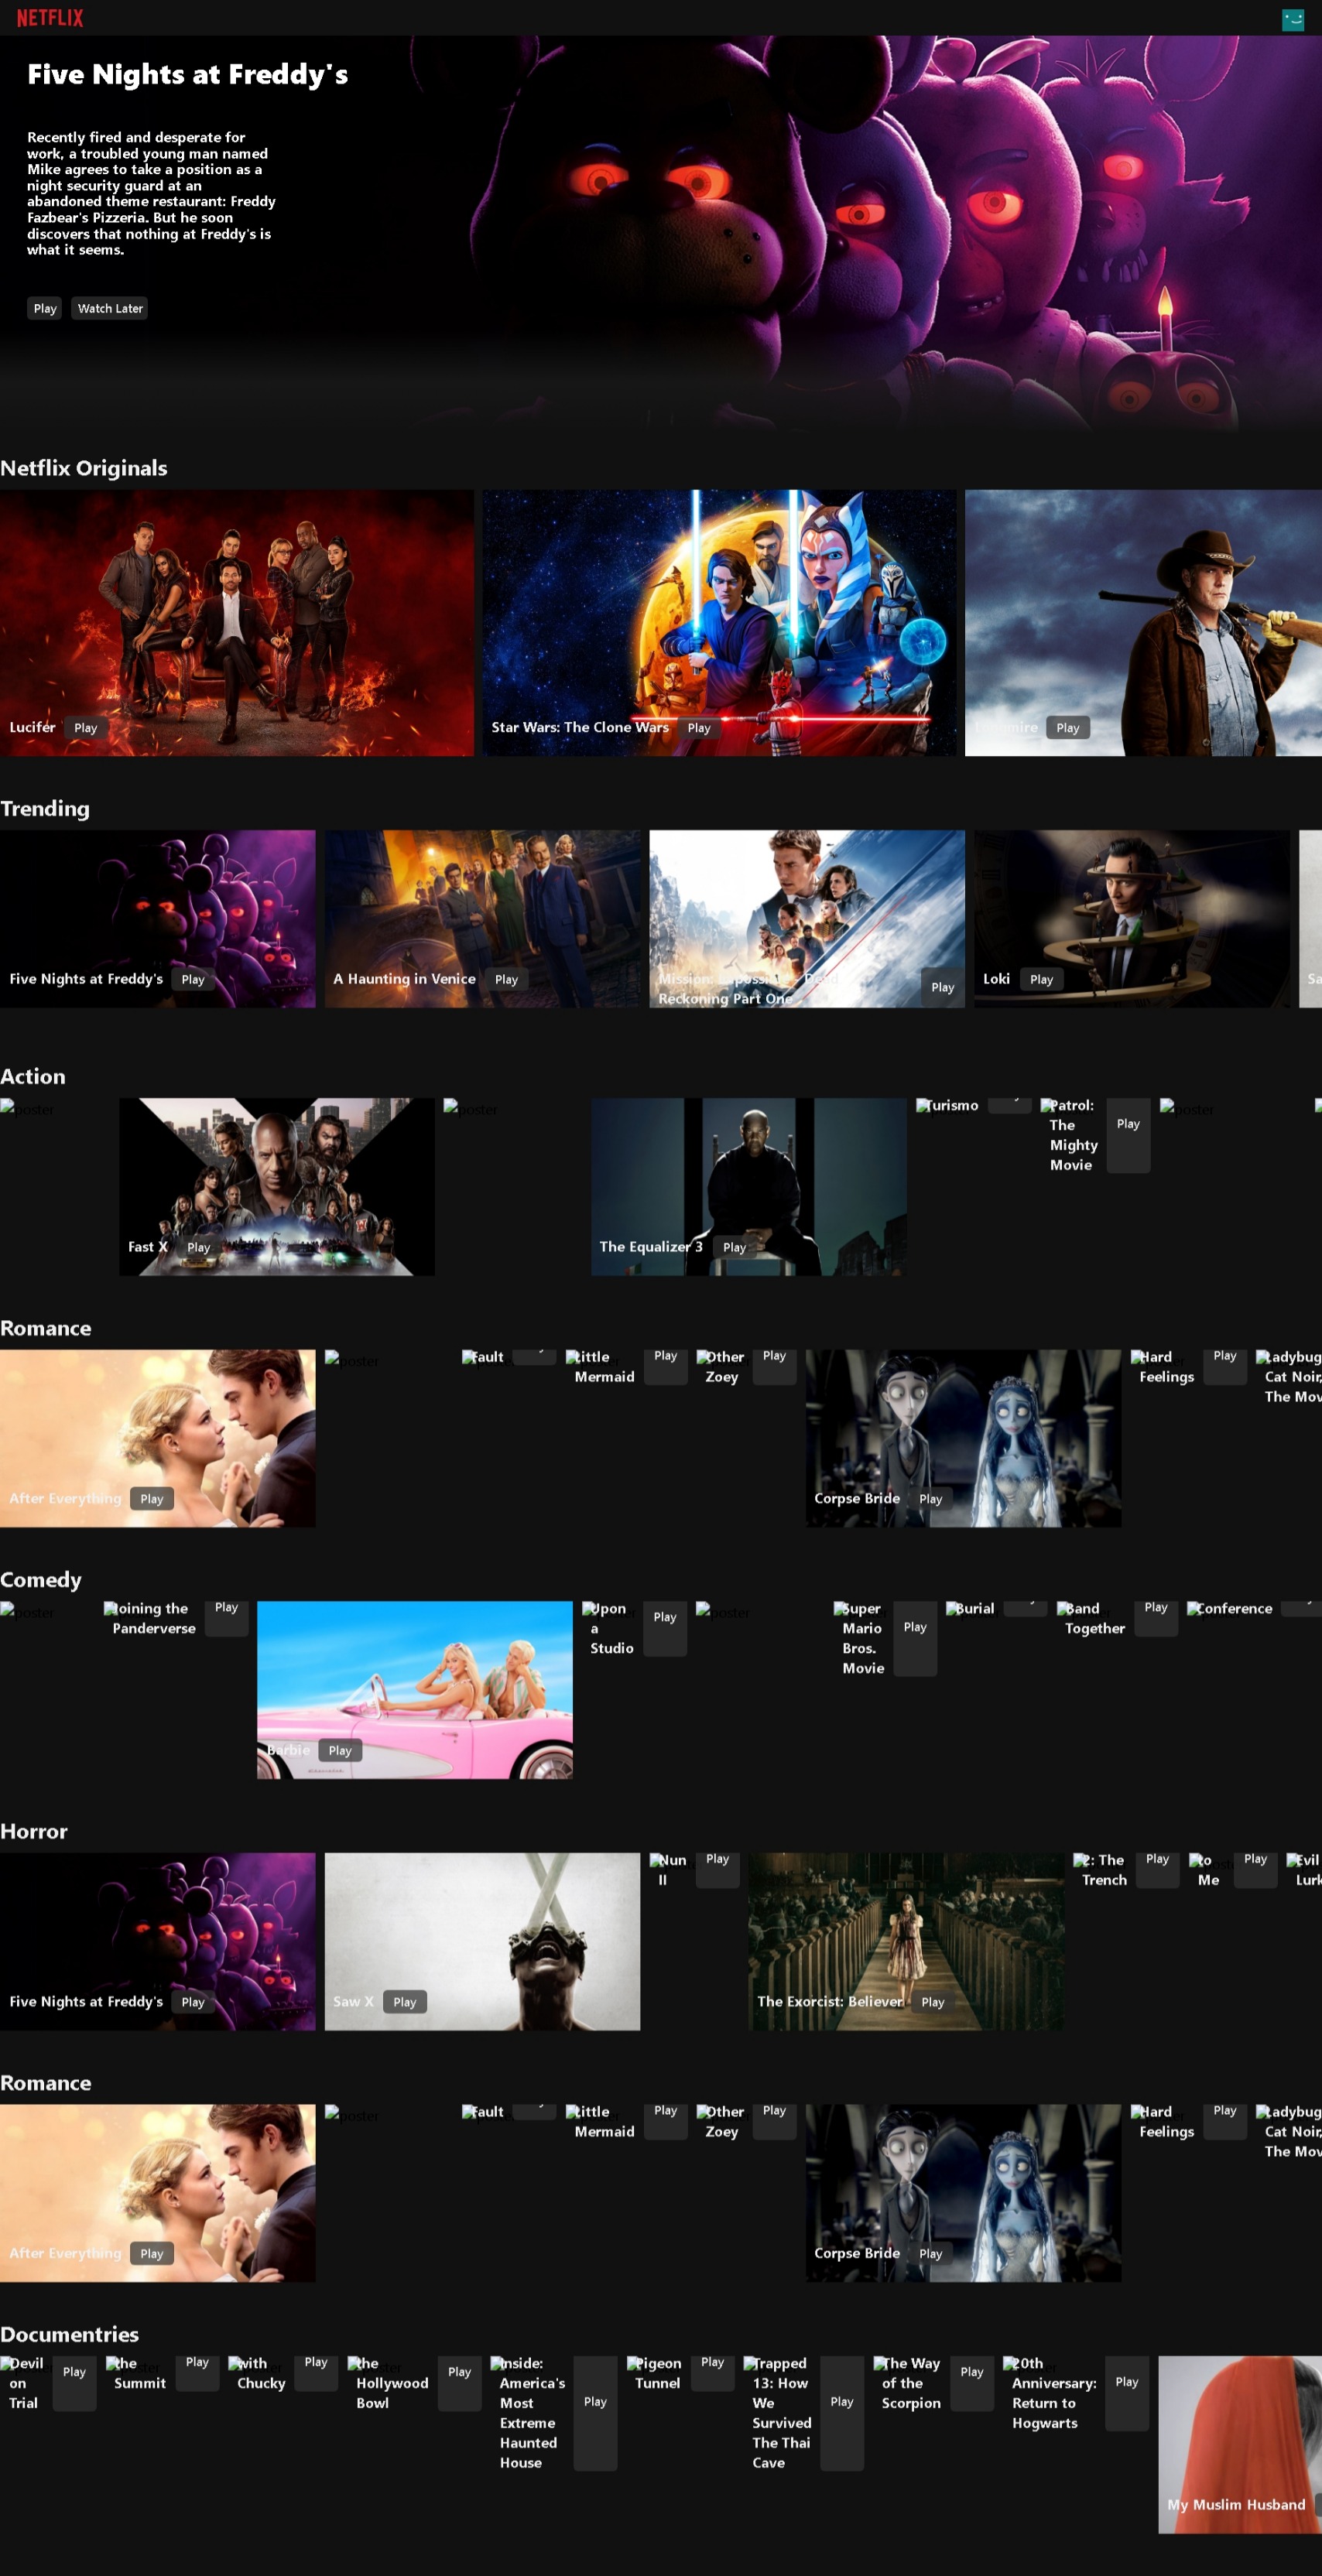 NETFLIX
Five Nights at Freddy's
Recently fired and desperate for
work, a troubled young man named
Mike agrees to take a position as a
night security guard at an
abandoned theme restaurant: Freddy
Fazbear's Pizzeria. But he soon
discovers that nothing at Freddy's is
what it seems.
Play
Watch Later
Netflix Originals
Lucifer
Play
Star Wars: The Clone Wars
Play
Play
Trending
Five Nights at Freddy's
Play
A Haunting in Venice
Play
Mission: Impossible - Dead
Reckoning Part One
Play
Loki
Play
Sa
Action
poster
Fast X
Play
poster
The Equalizer 3
Play
Turismo
Patrol:
The
Mighty
Movie
Play
poster
Romance
After Everything
Play
poster
Fault
Little
Mermaid
Play
Other
Zoey
Play
Corpse Bride
Play
Hard
Feelings
Play
Ladybug
Cat Noir,
The Mov
Comedy
poster
Joining the
Panderverse
Play
Barbie
Play
Upon
a
Studio
Play
poster
Super
Mario
Bros.
Movie
Play
Burial
Band
Together
Play
Conference
Horror
Five Nights at Freddy's
Play
Saw X
Play
Nun
II
Play
The Exorcist: Believer
Play
2: The
Trench
Play
to
Me
Play
Evil
Lurk
Romance
After Everything
Play
poster
Fault
Little
Mermaid
Play
Other
Zoey
Play
Corpse Bride
Play
Hard
Feelings
Play
Ladybug
Cat Noir,
The Mov
Documentries
Devil
on
Trial
Play
the
Summit
Play
with
Chucky
Play
the
Hollywood
Bowl
Play
Inside:
America's
Most
Extreme
Haunted
House
Play
Pigeon
Tunnel
Play
Trapped
13: How
We
Survived
The Thai
Cave
Play
The Way
of the
Scorpion
Play
20th
Anniversary:
Return to
Hogwarts
Play
My Muslim Husband